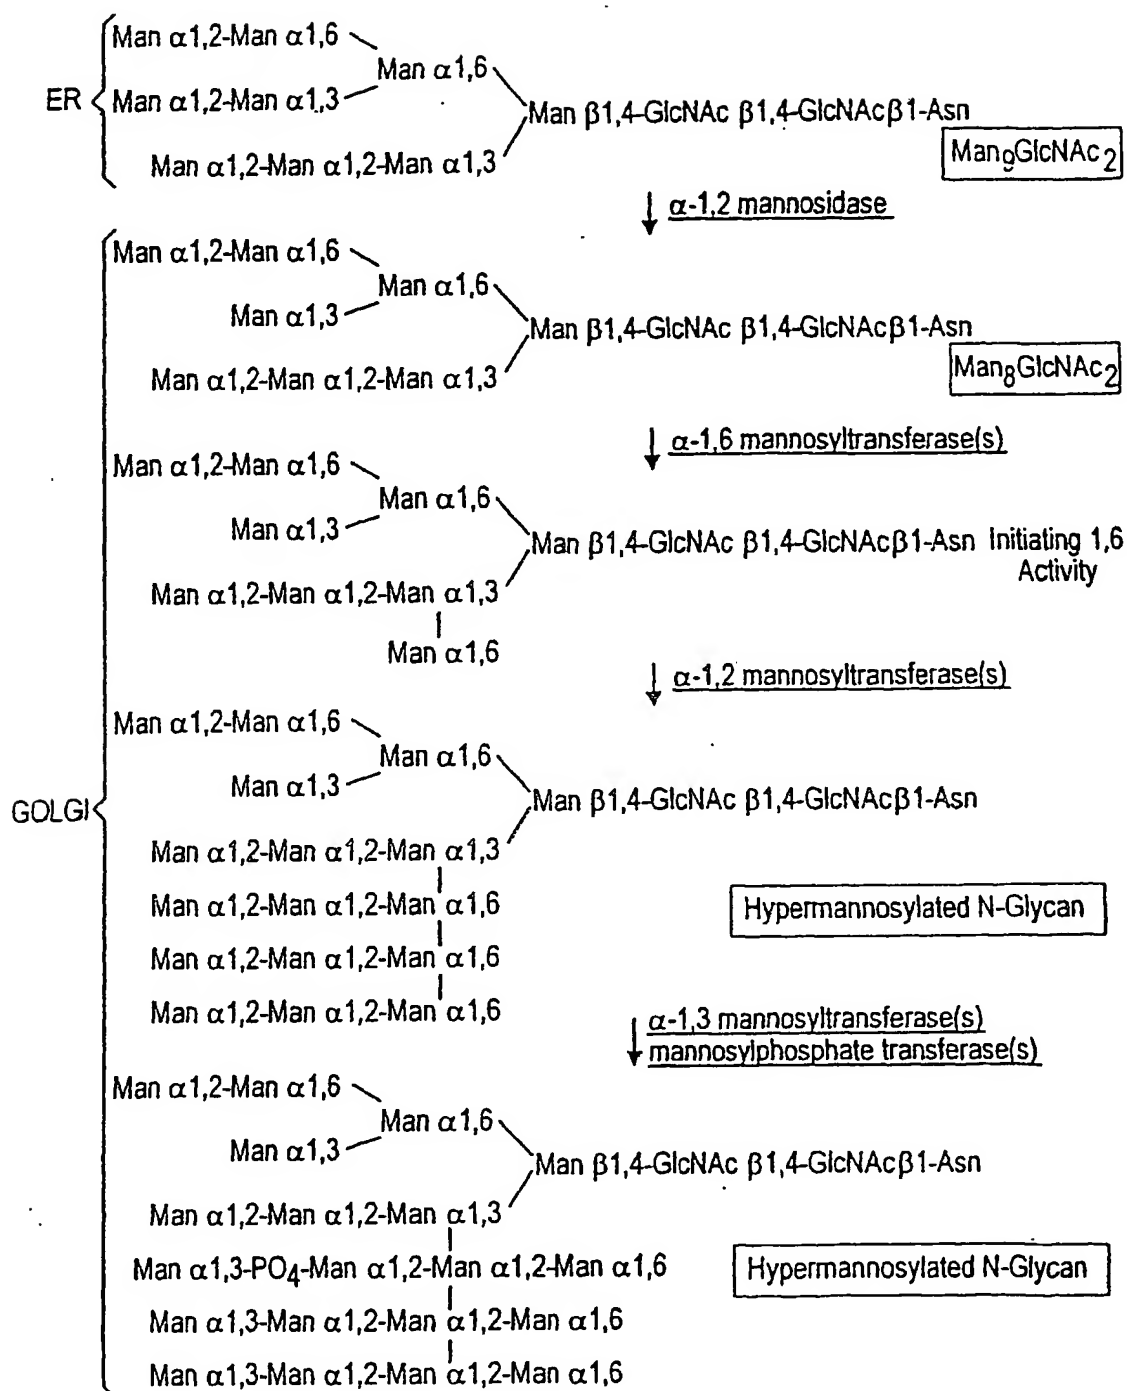 Man α1,2-Man α1,6
Man α1,6
ER
Man α1,2-Man α1,3
Man β1,4-GlcNAc β1,4-GlcNAcβ1-Asn
Man α1,2-Man α1,2-Man α1,3
Man9GlcNAc2
α-1,2 mannosidase
Man α1,2-Man α1,6
Man α1,6
Man α1,3
Man β1,4-GlcNAc β1,4-GlcNAcβ1-Asn
Man α1,2-Man α1,2-Man α1,3
Man8GlcNAc2
α-1,6 mannosyltransferase(s)
Man α1,2-Man α1,6
Man α1,6
Man α1,3
Man β1,4-GlcNAc β1,4-GlcNAcβ1-Asn Initiating 1,6
Activity
Man α1,2-Man α1,2-Man α1,3
Man α1,6
α-1,2 mannosyltransferase(s)
Man α1,2-Man α1,6
Man α1,6
Man α1,3
GOLGI
Man β1,4-GlcNAc β1,4-GlcNAcβ1-Asn
Man α1,2-Man α1,2-Man α1,3
Man α1,2-Man α1,2-Man α1,6
Hypermannosylated N-Glycan
Man α1,2-Man α1,2-Man α1,6
Man α1,2-Man α1,2-Man α1,6
α-1,3 mannosyltransferase(s)
mannosylphosphate transferase(s)
Man α1,2-Man α1,6
Man α1,6
Man α1,3
Man β1,4-GlcNAc β1,4-GlcNAcβ1-Asn
Man α1,2-Man α1,2-Man α1,3
Man α1,3-PO4-Man α1,2-Man α1,2-Man α1,6
Hypermannosylated N-Glycan
Man α1,3-Man α1,2-Man α1,2-Man α1,6
Man α1,3-Man α1,2-Man α1,2-Man α1,6